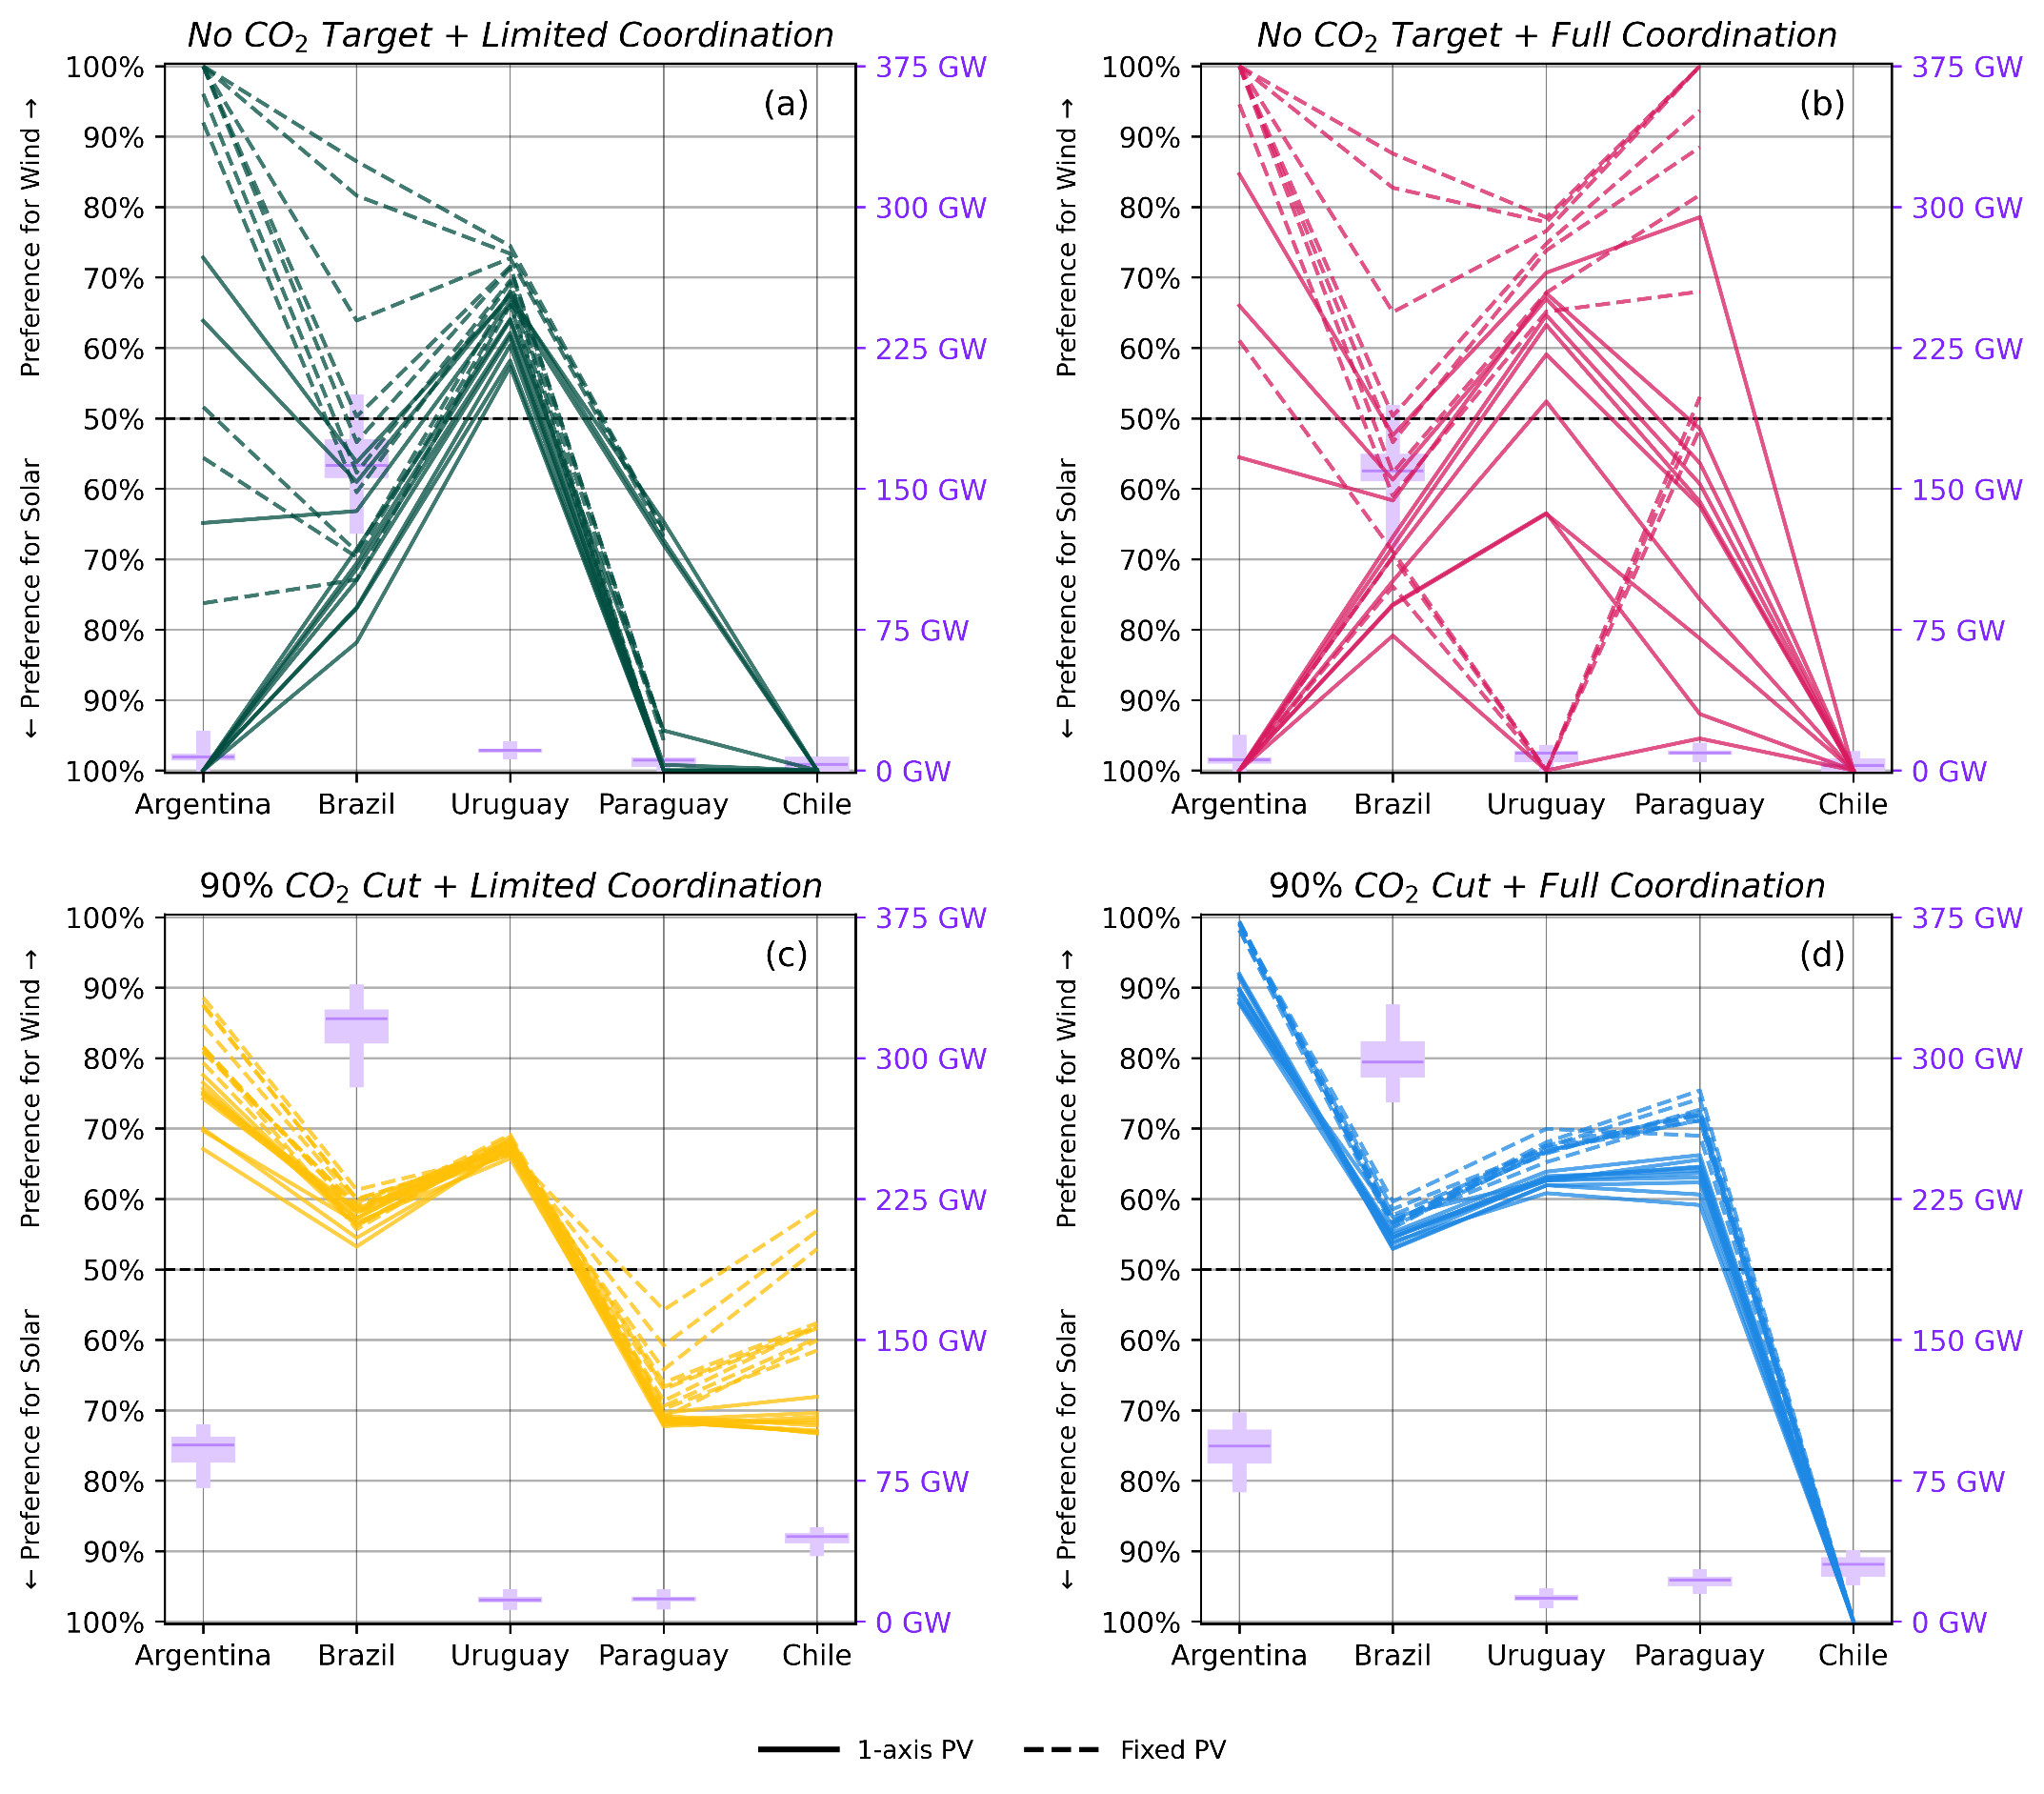 No CO₂ Target + Limited Coordination
100%
90%
80%
70%
60%
50%
60%
70%
80%
90%
100%
Preference for Wind →
← Preference for Solar
(a)
375 GW
300 GW
225 GW
150 GW
75 GW
0 GW
Argentina Brazil Uruguay Paraguay Chile
No CO₂ Target + Full Coordination
100%
90%
80%
70%
60%
50%
60%
70%
80%
90%
100%
Preference for Wind →
← Preference for Solar
(b)
375 GW
300 GW
225 GW
150 GW
75 GW
0 GW
Argentina Brazil Uruguay Paraguay Chile
90% CO₂ Cut + Limited Coordination
100%
90%
80%
70%
60%
50%
60%
70%
80%
90%
100%
Preference for Wind →
← Preference for Solar
(c)
375 GW
300 GW
225 GW
150 GW
75 GW
0 GW
Argentina Brazil Uruguay Paraguay Chile
90% CO₂ Cut + Full Coordination
100%
90%
80%
70%
60%
50%
60%
70%
80%
90%
100%
Preference for Wind →
← Preference for Solar
(d)
375 GW
300 GW
225 GW
150 GW
75 GW
0 GW
Argentina Brazil Uruguay Paraguay Chile
1-axis PV Fixed PV